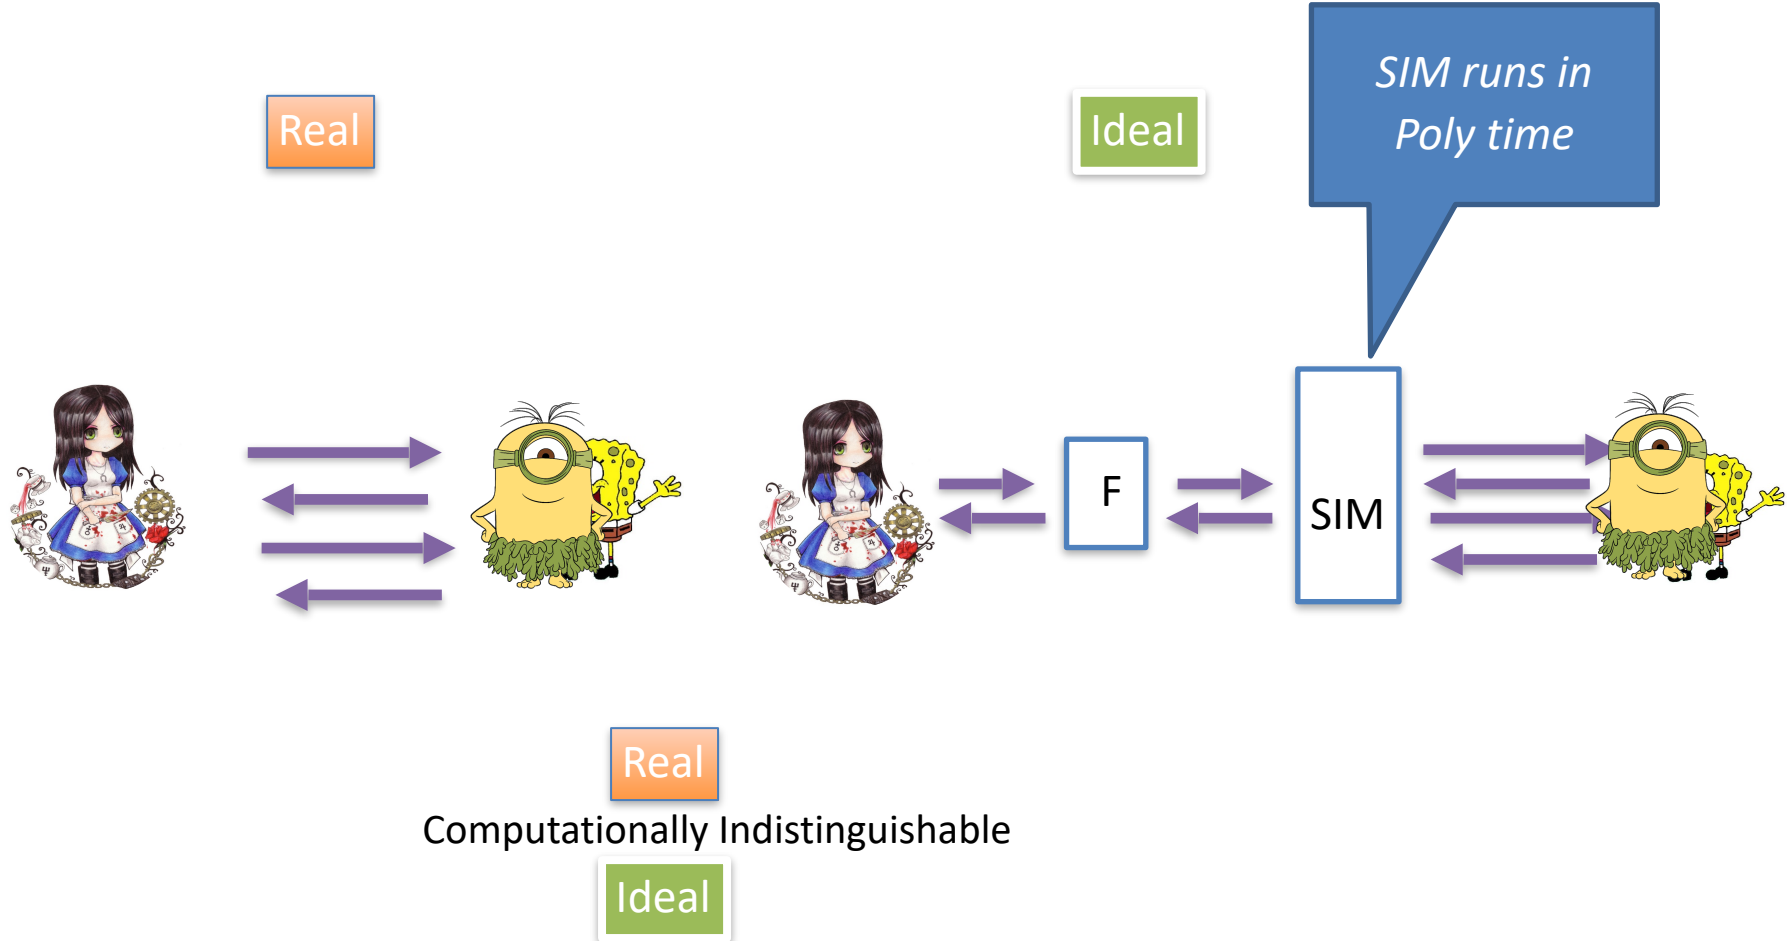 SIM runs in
Poly time
Real
Ideal
F
SIM
Real
Computationally Indistinguishable
Ideal